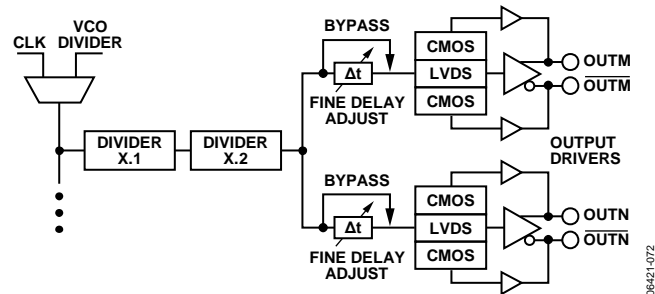 CLK
VCO
DIVIDER
DIVIDER
X.1
DIVIDER
X.2
BYPASS
Δt
FINE DELAY
ADJUST
CMOS
LVDS
CMOS
OUTM
OUTM
OUTPUT
DRIVERS
BYPASS
Δt
FINE DELAY
ADJUST
CMOS
LVDS
CMOS
OUTN
OUTN
06421-072